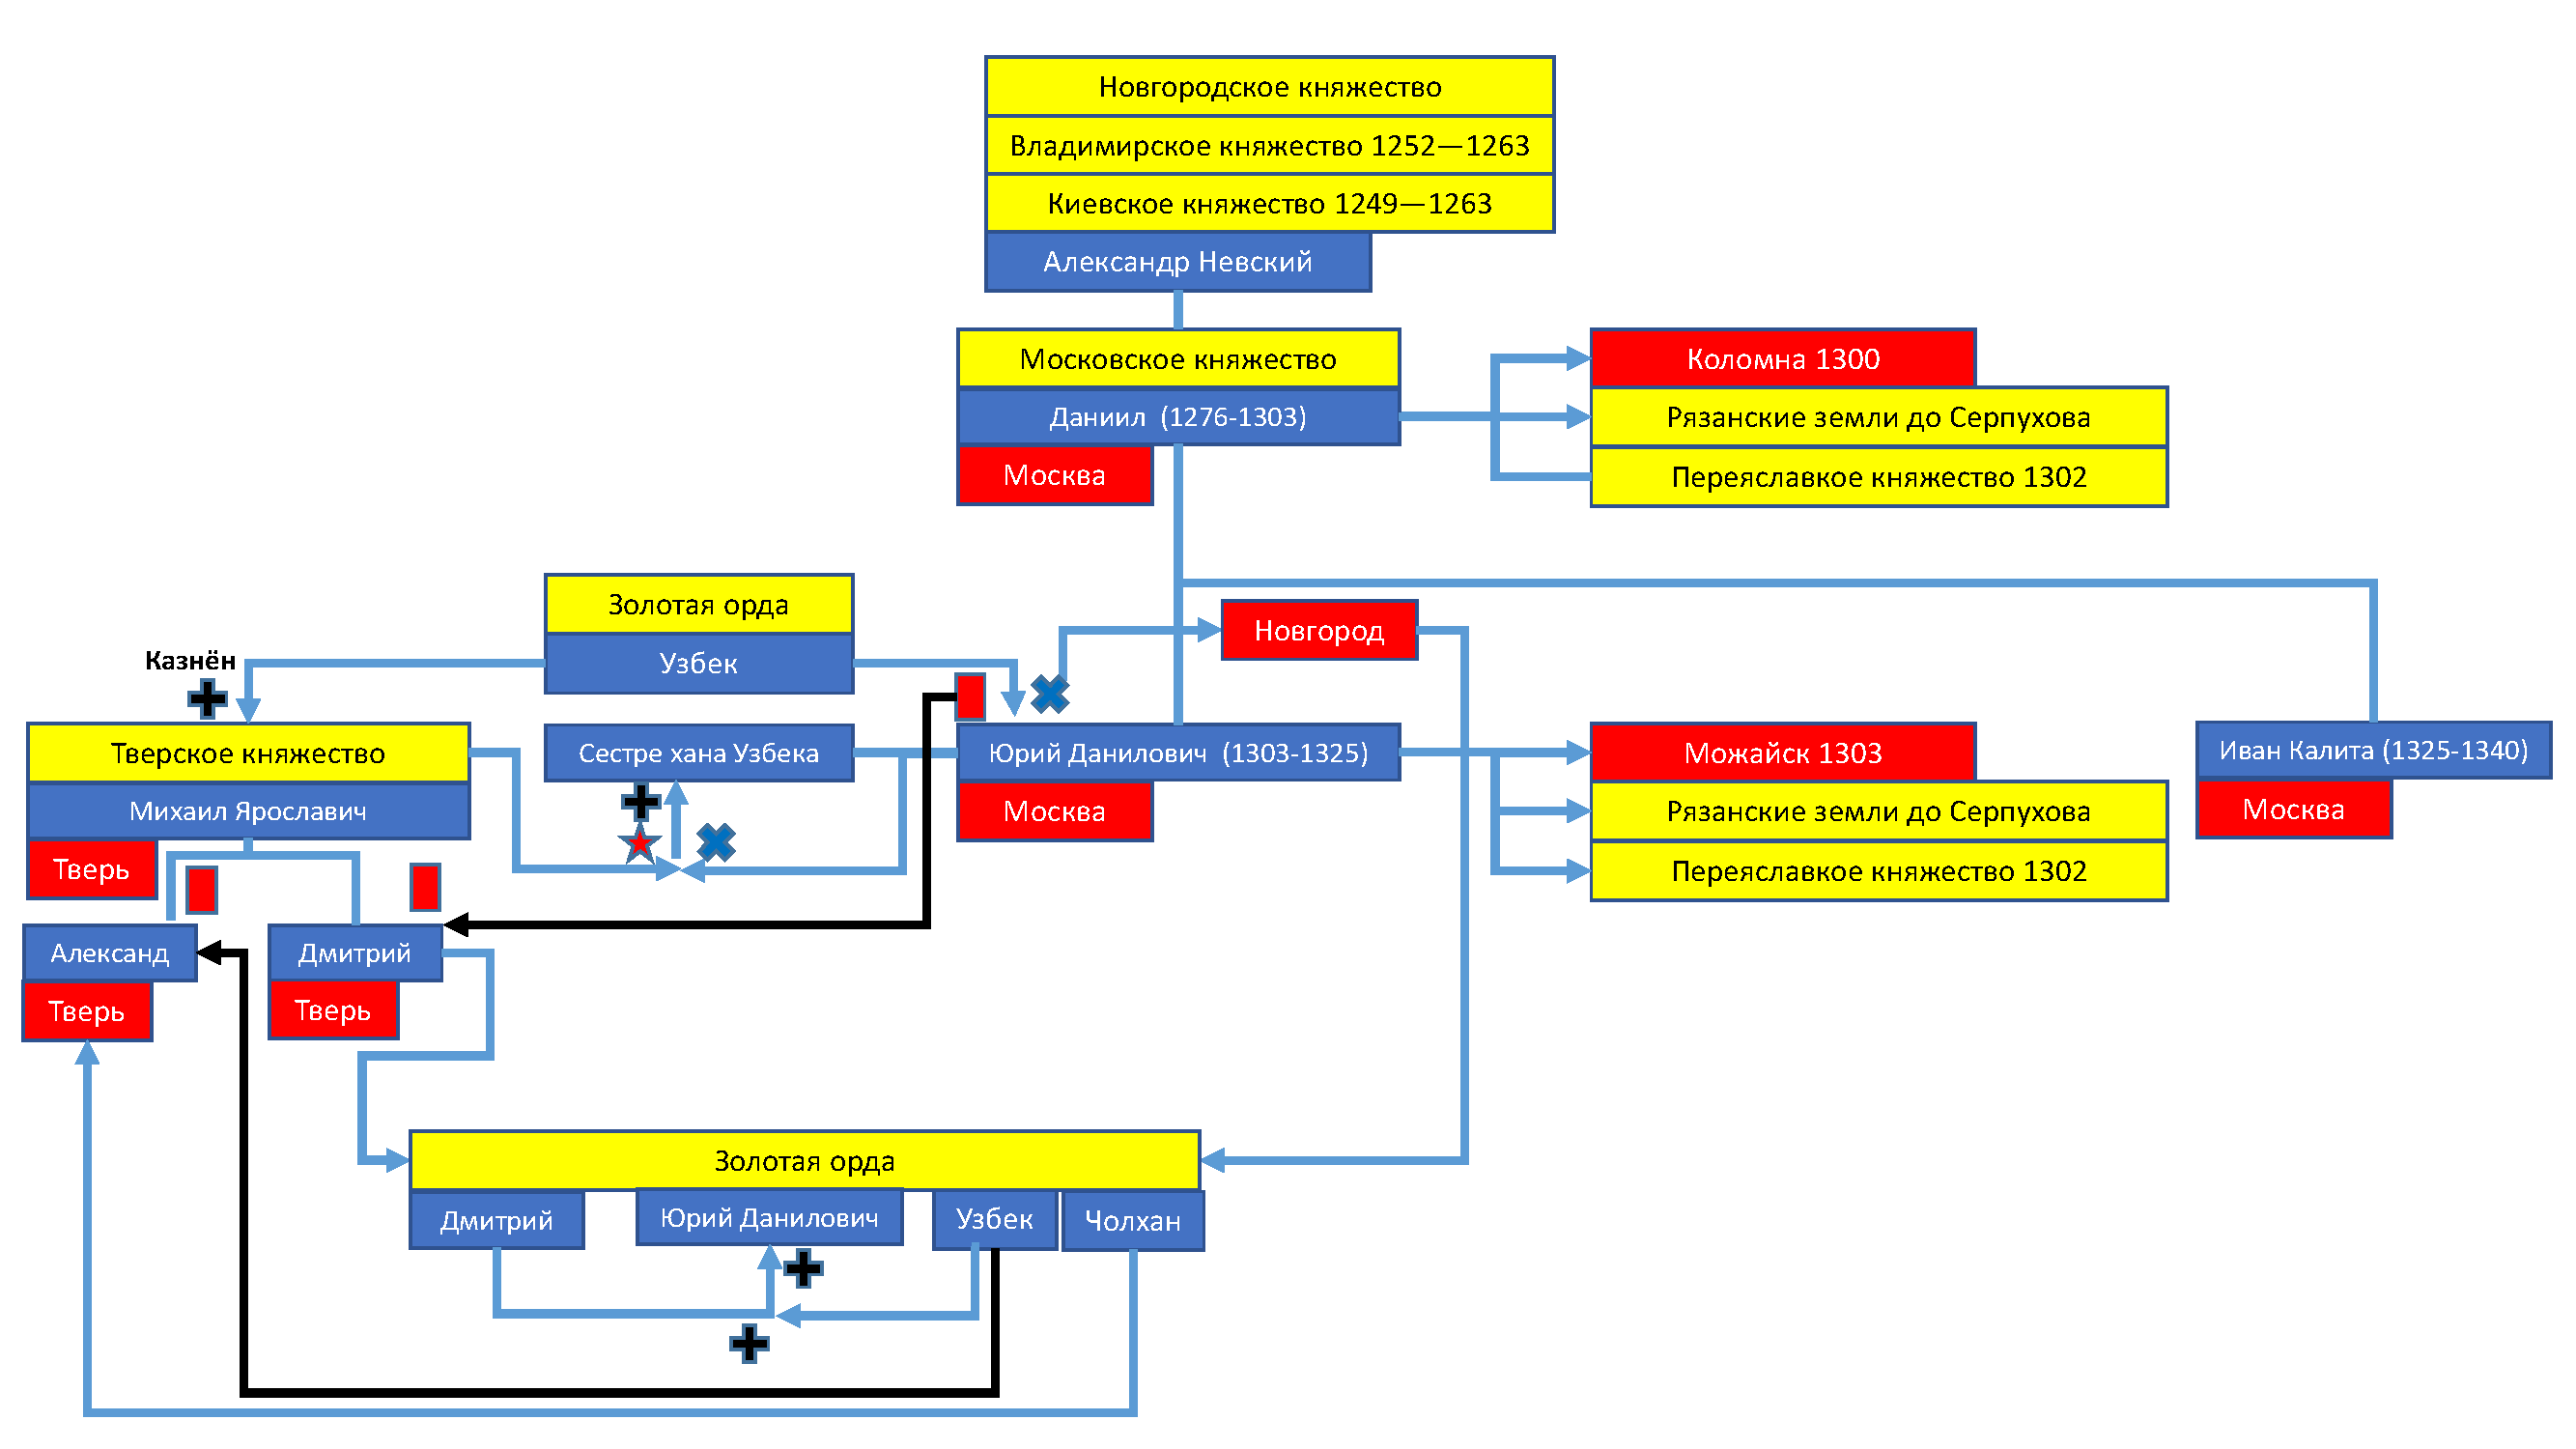 Новгородское княжество
Владимирское княжество 1252—1263
Киевское княжество 1249—1263
Александр Невский
Московское княжество
Даниил (1276-1303)
Москва
Коломна 1300
Рязанские земли до Серпухова
Переяславкое княжество 1302
Золотая орда
Узбек
Новгород
Казнён
Тверское княжество
Михаил Ярославич
Тверь
Сестре хана Узбека
Юрий Данилович (1303-1325)
Москва
Можайск 1303
Рязанские земли до Серпухова
Переяславкое княжество 1302
Иван Калита (1325-1340)
Москва
Александ
Тверь
Дмитрий
Тверь
Золотая орда
Дмитрий
Юрий Данилович
Узбек
Чолхан